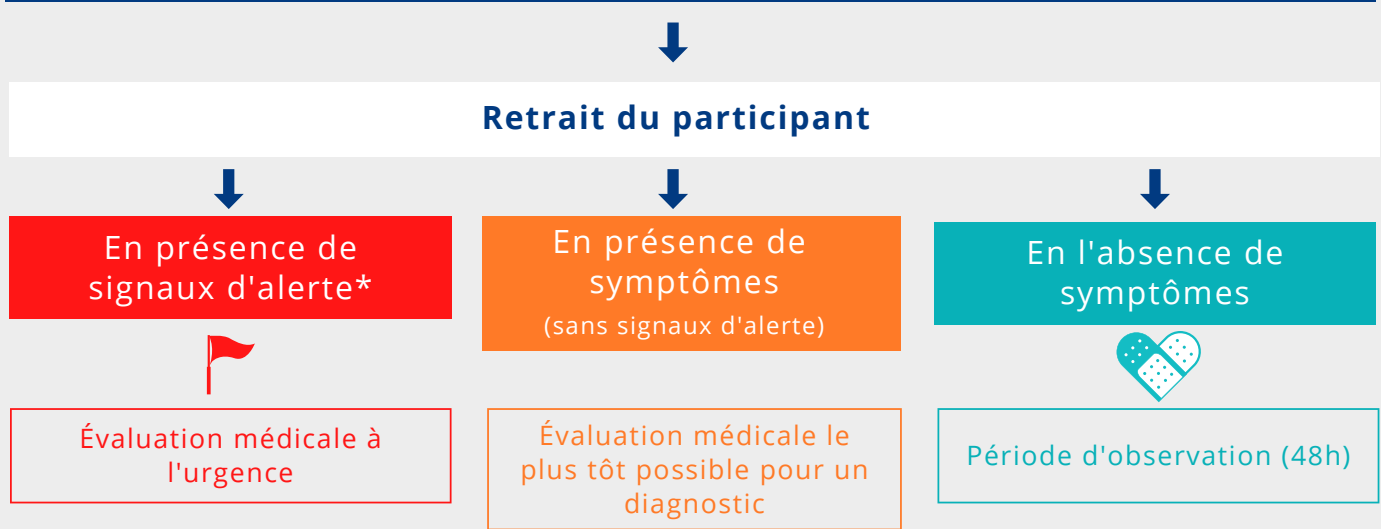 Retrait du participant
En présence de
signaux d'alerte*
Évaluation médicale à
l'urgence
En présence de
symptômes
(sans signaux d'alerte)
Évaluation médicale le
plus tôt possible pour un
diagnostic
En l'absence de
symptômes
Période d'observation (48h)